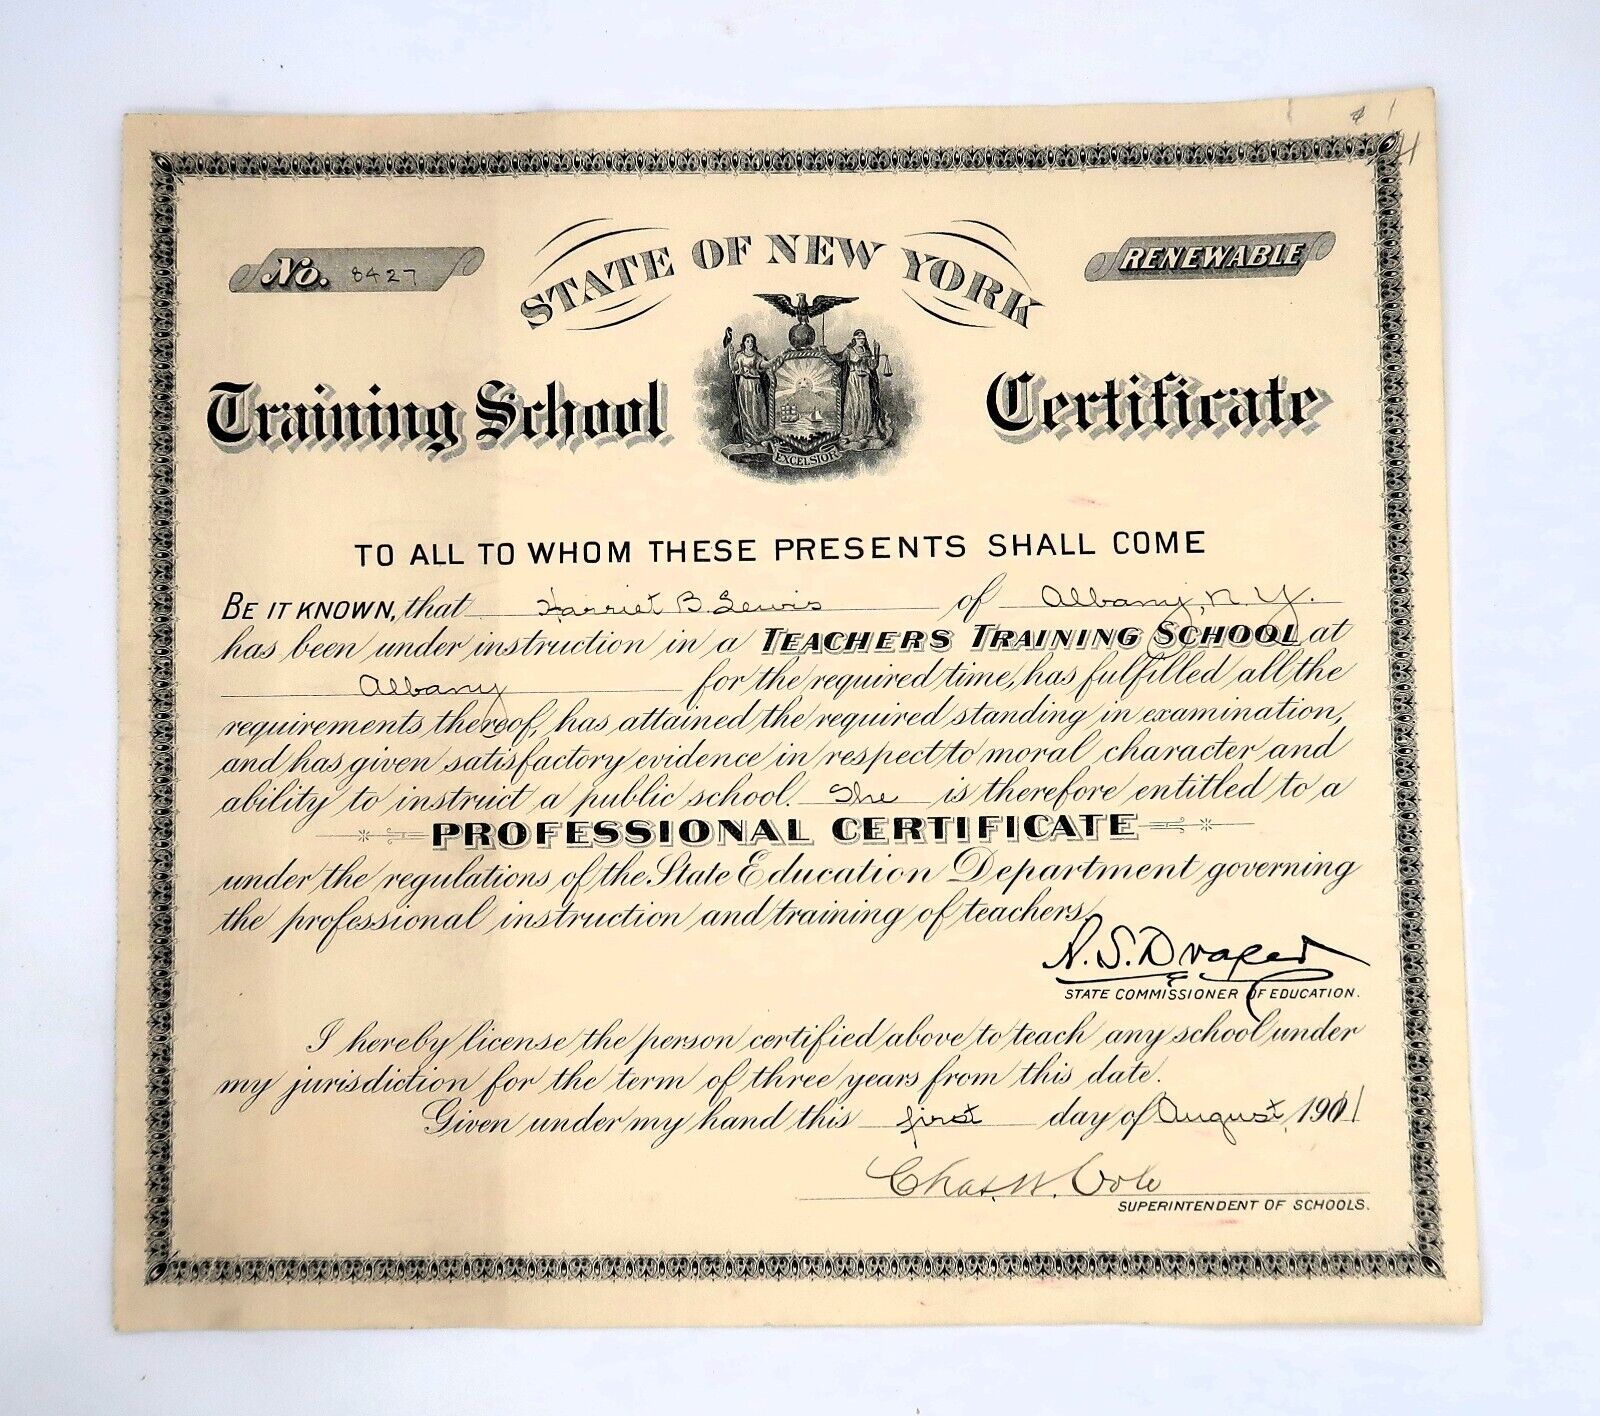 No. 8427
STATE OF NEW YORK
RENEWABLE
Training School Certificate
EXCELSIOR
TO ALL TO WHOM THESE PRESENTS SHALL COME
BE IT KNOWN, that Harriet B. Lewis of Albany, N. Y.
has been under instruction in a TEACHERS TRAINING SCHOOL at
Albany for the required time, has fulfilled all the
requirements thereof, has attained the required standing in examination,
and has given satisfactory evidence in respect to moral character and
ability to instruct a public school. She is therefore entitled to a
PROFESSIONAL CERTIFICATE
under the regulations of the State Education Department governing
the professional instruction and training of teachers.
A. S. Draper
STATE COMMISSIONER OF EDUCATION.
I hereby license the person certified above to teach any school under
my jurisdiction for the term of three years from this date.
Given under my hand this first day of August, 1911
Chas. W. Cole
SUPERINTENDENT OF SCHOOLS.